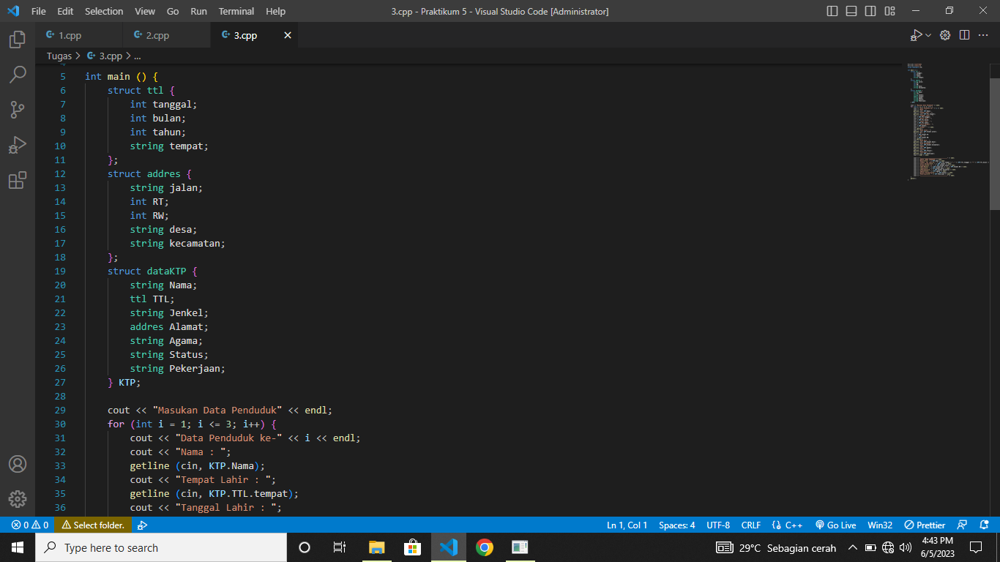 File Edit Selection View Go Run Terminal Help 3.cpp - Praktikum 5 - Visual Studio Code [Administrator]
1.cpp 2.cpp 3.cpp
Tugas > 3.cpp > ...
5 int main () {
6 struct ttl {
7 int tanggal;
8 int bulan;
9 int tahun;
10 string tempat;
11 };
12 struct addres {
13 string jalan;
14 int RT;
15 int RW;
16 string desa;
17 string kecamatan;
18 };
19 struct dataKTP {
20 string Nama;
21 ttl TTL;
22 string Jenkel;
23 addres Alamat;
24 string Agama;
25 string Status;
26 string Pekerjaan;
27 } KTP;
28
29 cout << "Masukan Data Penduduk" << endl;
30 for (int i = 1; i <= 3; i++) {
31 cout << "Data Penduduk ke-" << i << endl;
32 cout << "Nama : ";
33 getline (cin, KTP.Nama);
34 cout << "Tempat Lahir : ";
35 getline (cin, KTP.TTL.tempat);
36 cout << "Tanggal Lahir : ";
0 0 Select folder. Ln 1, Col 1 Spaces: 4 UTF-8 CRLF {} C++ Go Live Win32 Prettier
Type here to search 29°C Sebagian cerah 4:43 PM
6/5/2023